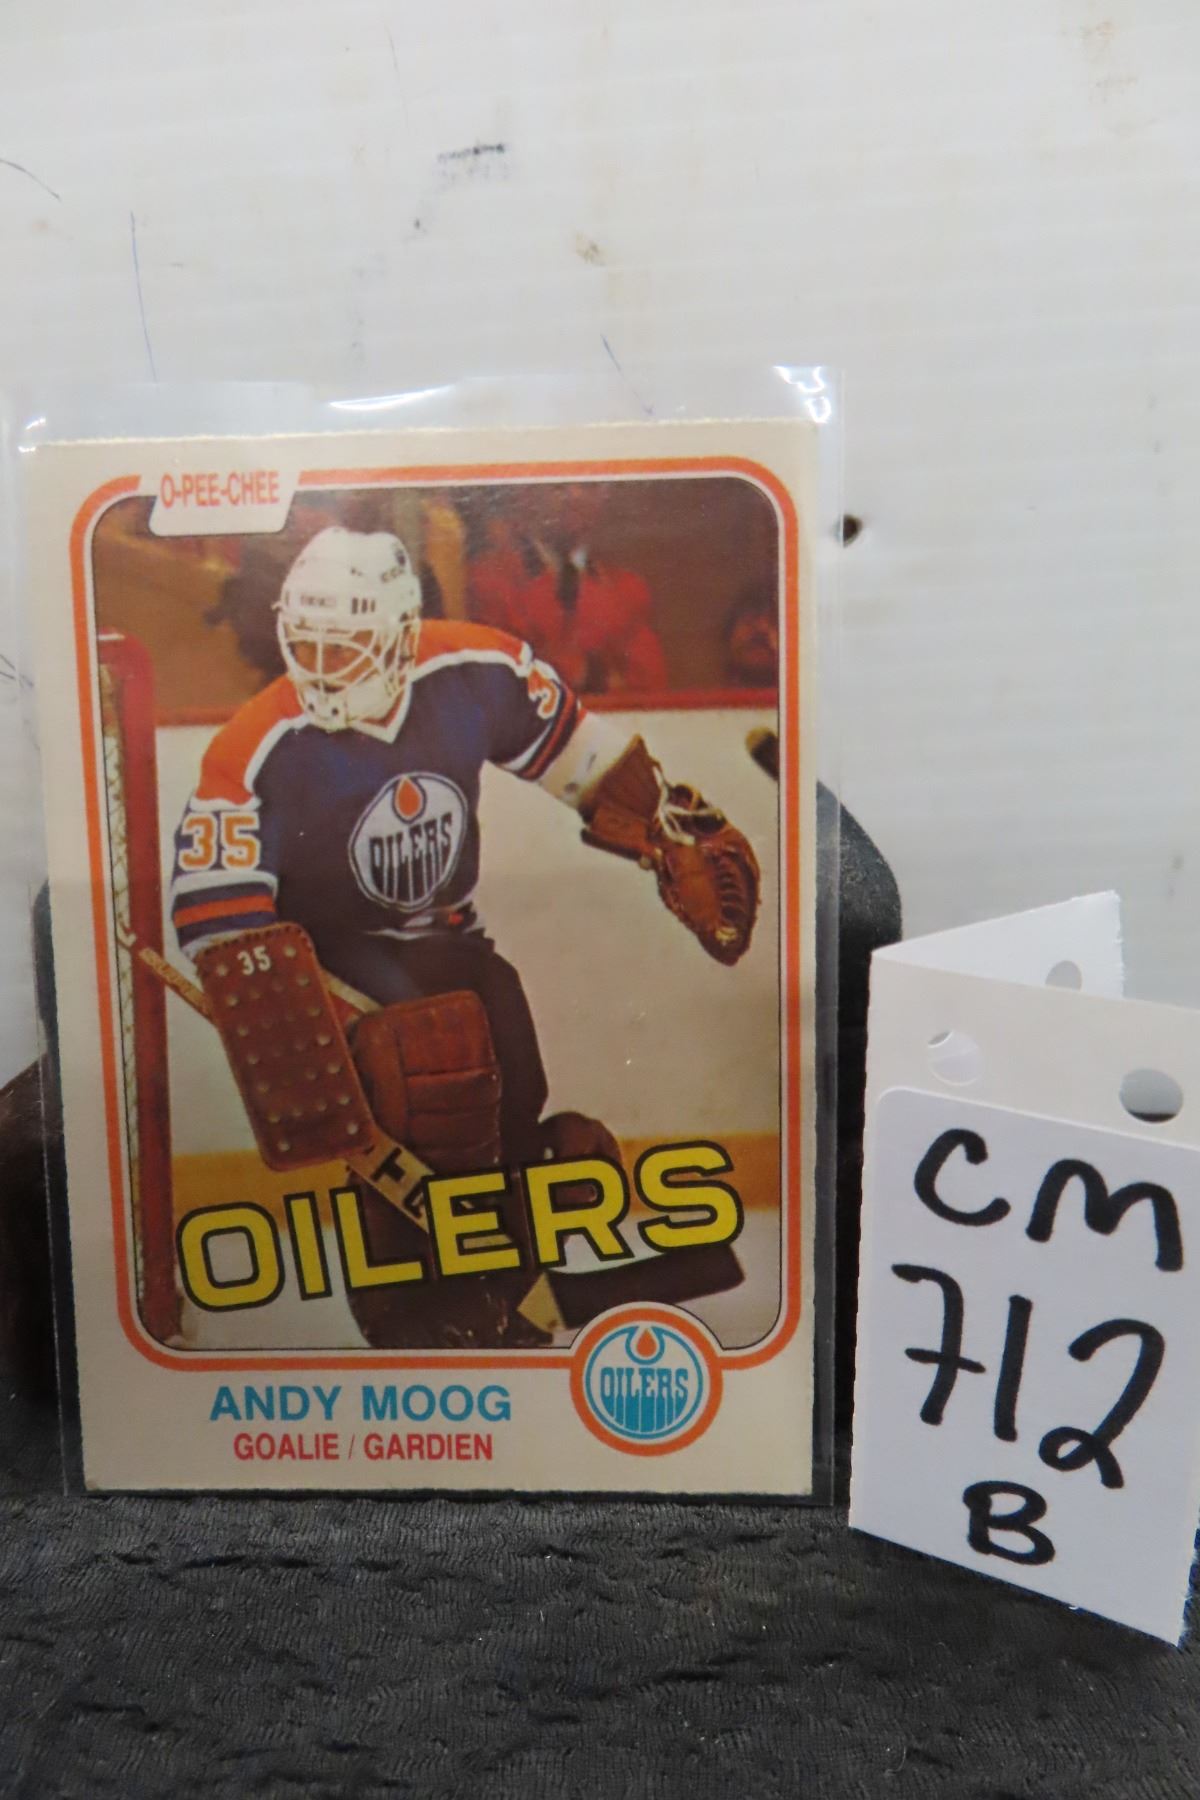 O-PEE-CHEE
35
35
OILERS
35
OILERS
OILERS
ANDY MOOG
GOALIE / GARDIEN
CM
712
B